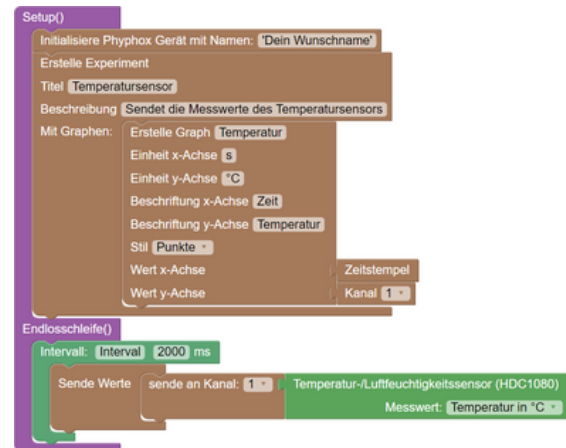 Setup()
Initialisiere Phyphox Gerät mit Namen: 'Dein Wunschname'
Erstelle Experiment
Titel Temperatursensor
Beschreibung Sendet die Messwerte des Temperatursensors
Mit Graphen: Erstelle Graph Temperatur
Einheit x-Achse s
Einheit y-Achse °C
Beschriftung x-Achse Zeit
Beschriftung y-Achse Temperatur
Stil Punkte
Wert x-Achse Zeitstempel
Wert y-Achse Kanal 1
Endlosschleife()
Intervall: Interval 2000 ms
Sende Werte sende an Kanal: 1 Temperatur-/Luftfeuchtigkeitssensor (HDC1080)
Messwert: Temperatur in °C